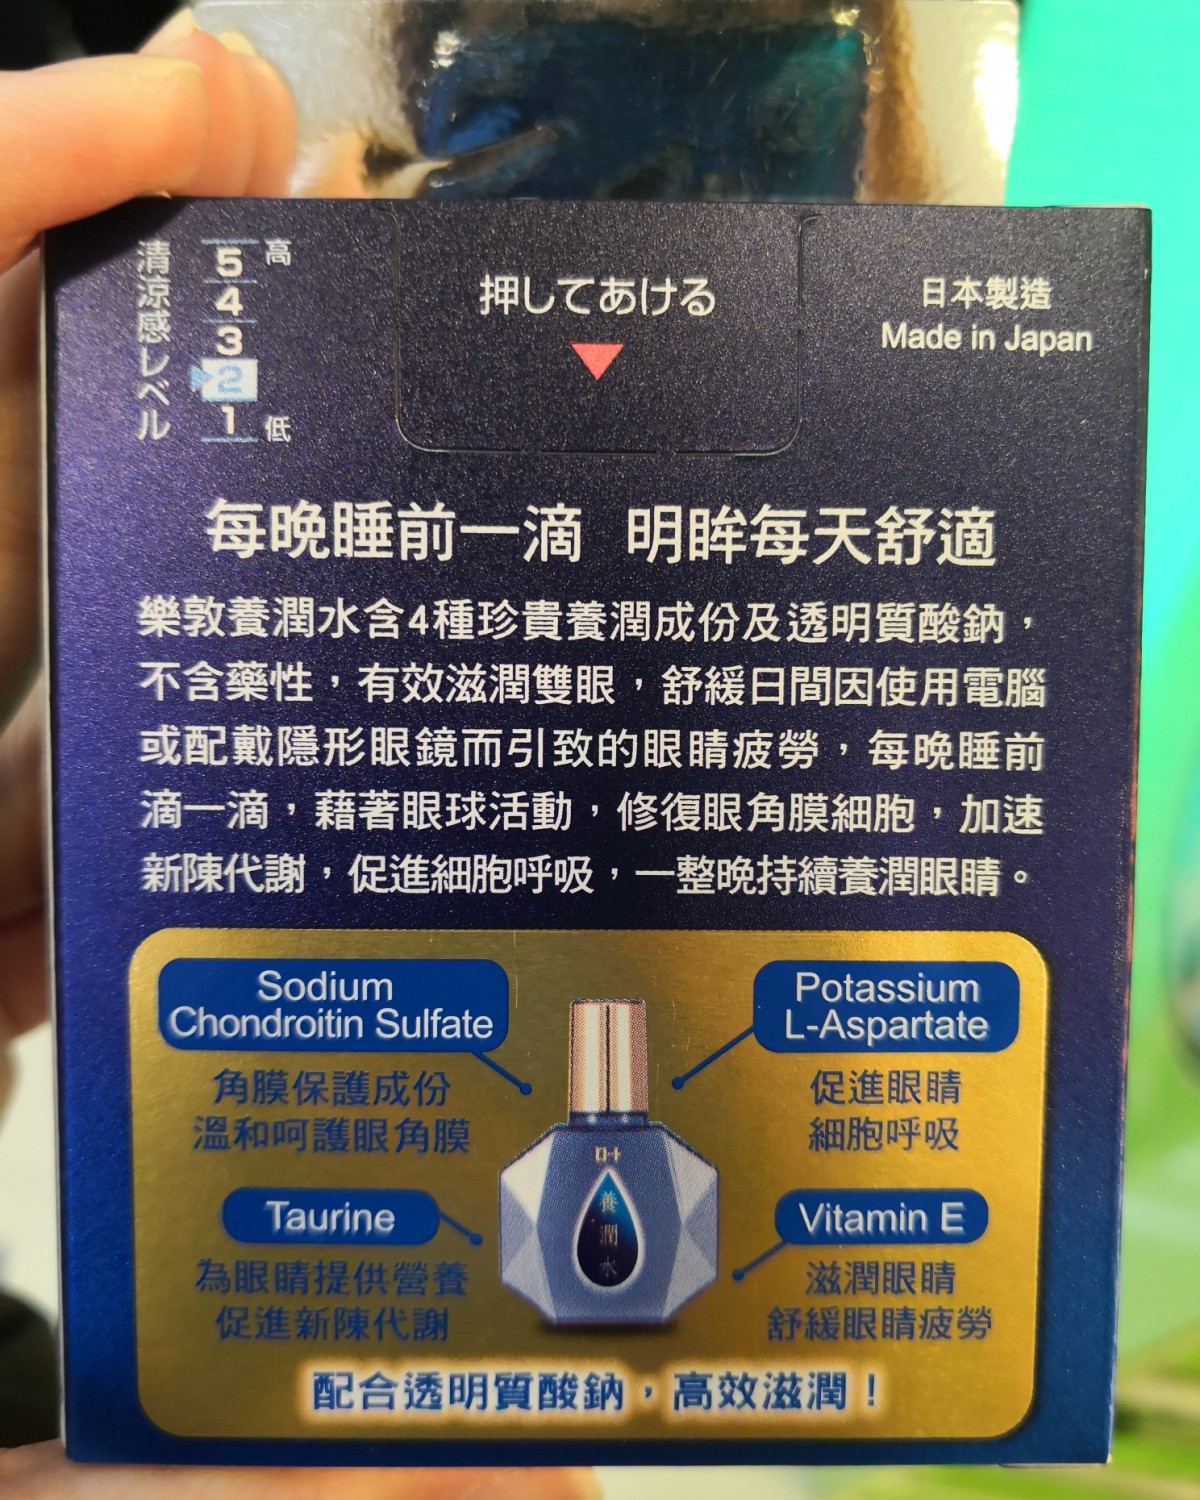 清涼感レベル
高
5
4
3
2
1
低
押してあける
日本製造
Made in Japan
每晚睡前一滴 明眸每天舒適
樂敦養潤水含4種珍貴養潤成份及透明質酸鈉，
不含藥性，有效滋潤雙眼，舒緩日間因使用電腦
或配戴隱形眼鏡而引致的眼睛疲勞，每晚睡前
滴一滴，藉著眼球活動，修復眼角膜細胞，加速
新陳代謝，促進細胞呼吸，一整晚持續養潤眼睛。
Sodium
Chondroitin Sulfate
角膜保護成份
溫和呵護眼角膜
Potassium
L-Aspartate
促進眼睛
細胞呼吸
Taurine
為眼睛提供營養
促進新陳代謝
Vitamin E
滋潤眼睛
舒緩眼睛疲勞
ロート
養潤水
配合透明質酸鈉，高效滋潤！